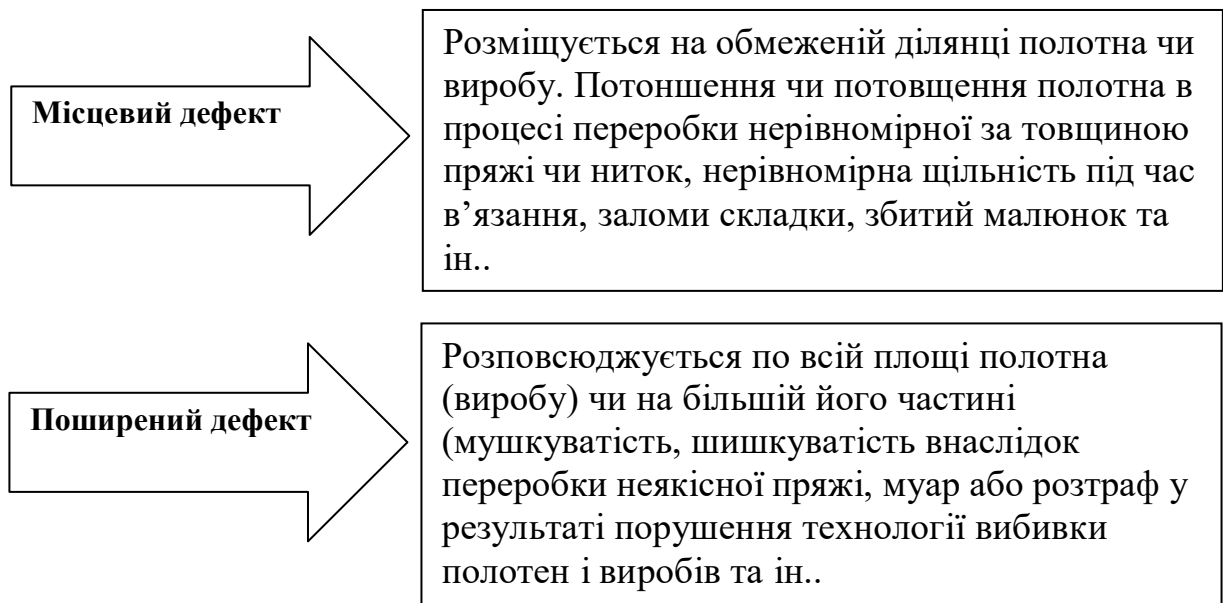 Місцевий дефект
Розміщується на обмеженій ділянці полотна чи
виробу. Потоншення чи потовщення полотна в
процесі переробки нерівномірної за товщиною
пряжі чи ниток, нерівномірна щільність під час
в’язання, заломи складки, збитий малюнок та
ін..
Поширений дефект
Розповсюджується по всій площі полотна
(виробу) чи на більшій його частині
(мушкуватість, шишкуватість внаслідок
переробки неякісної пряжі, муар або розтраф у
результаті порушення технології вибивки
полотен і виробів та ін..